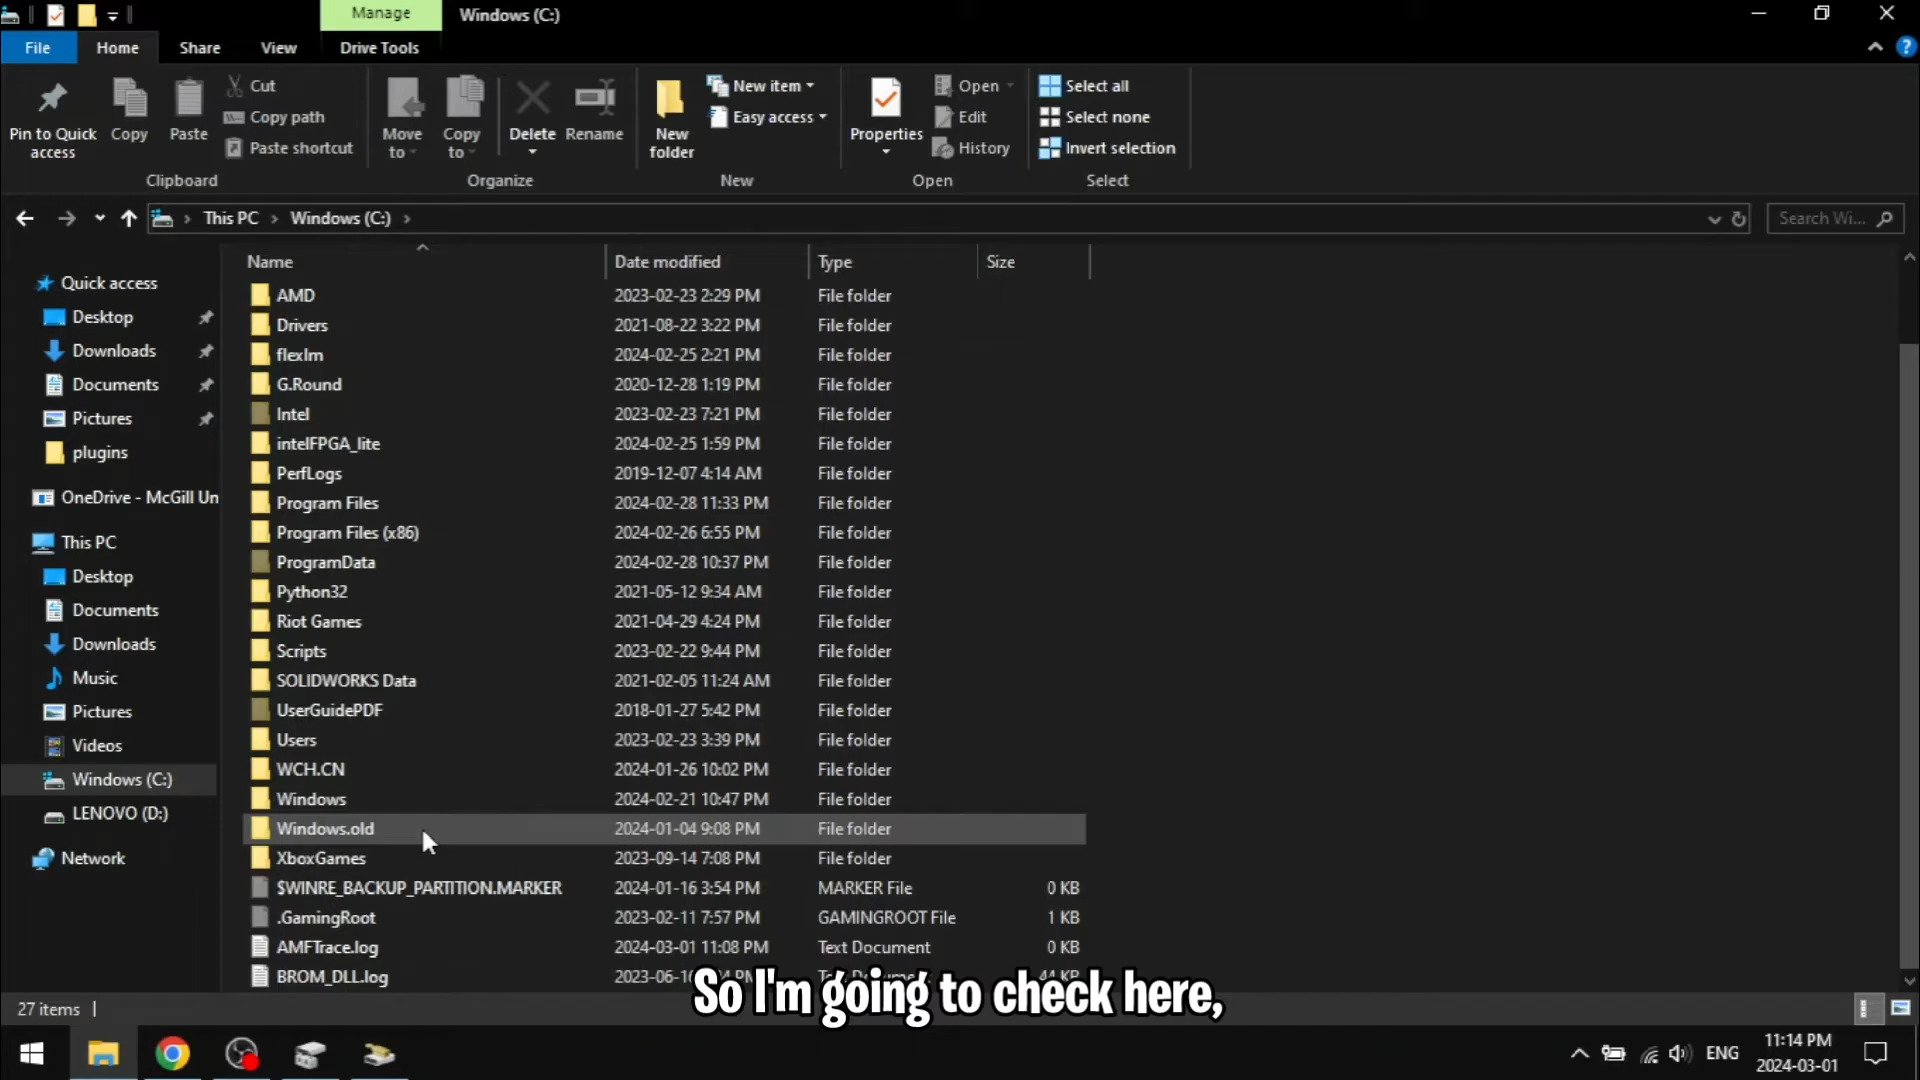 Manage
Windows (C:)
File
Home
Share
View
Drive Tools
Pin to Quick access
Copy
Paste
Cut
Copy path
Paste shortcut
Clipboard
Move to
Copy to
Delete
Rename
Organize
New folder
New item
Easy access
New
Properties
Open
Edit
History
Open
Select all
Select none
Invert selection
Select
This PC
Windows (C:)
Search Wi...
Quick access
Desktop
Downloads
Documents
Pictures
plugins
OneDrive - McGill Un
This PC
Desktop
Documents
Downloads
Music
Pictures
Videos
Windows (C:)
LENOVO (D:)
Network
Name Date modified Type Size
AMD 2023-02-23 2:29 PM File folder
Drivers 2021-08-22 3:22 PM File folder
flexlm 2024-02-25 2:21 PM File folder
G.Round 2020-12-28 1:19 PM File folder
Intel 2023-02-23 7:21 PM File folder
intelFPGA_lite 2024-02-25 1:59 PM File folder
PerfLogs 2019-12-07 4:14 AM File folder
Program Files 2024-02-28 11:33 PM File folder
Program Files (x86) 2024-02-26 6:55 PM File folder
ProgramData 2024-02-28 10:37 PM File folder
Python32 2021-05-12 9:34 AM File folder
Riot Games 2021-04-29 4:24 PM File folder
Scripts 2023-02-22 9:44 PM File folder
SOLIDWORKS Data 2021-02-05 11:24 AM File folder
UserGuidePDF 2018-01-27 5:42 PM File folder
Users 2023-02-23 3:39 PM File folder
WCH.CN 2024-01-26 10:02 PM File folder
Windows 2024-02-21 10:47 PM File folder
Windows.old 2024-01-04 9:08 PM File folder
XboxGames 2023-09-14 7:08 PM File folder
$WINRE_BACKUP_PARTITION.MARKER 2024-01-16 3:54 PM MARKER File 0 KB
.GamingRoot 2023-02-11 7:57 PM GAMINGROOT File 1 KB
AMFTrace.log 2024-03-01 11:08 PM Text Document 0 KB
BROM_DLL.log
So I'm going to check here,
27 items
ENG
11:14 PM
2024-03-01